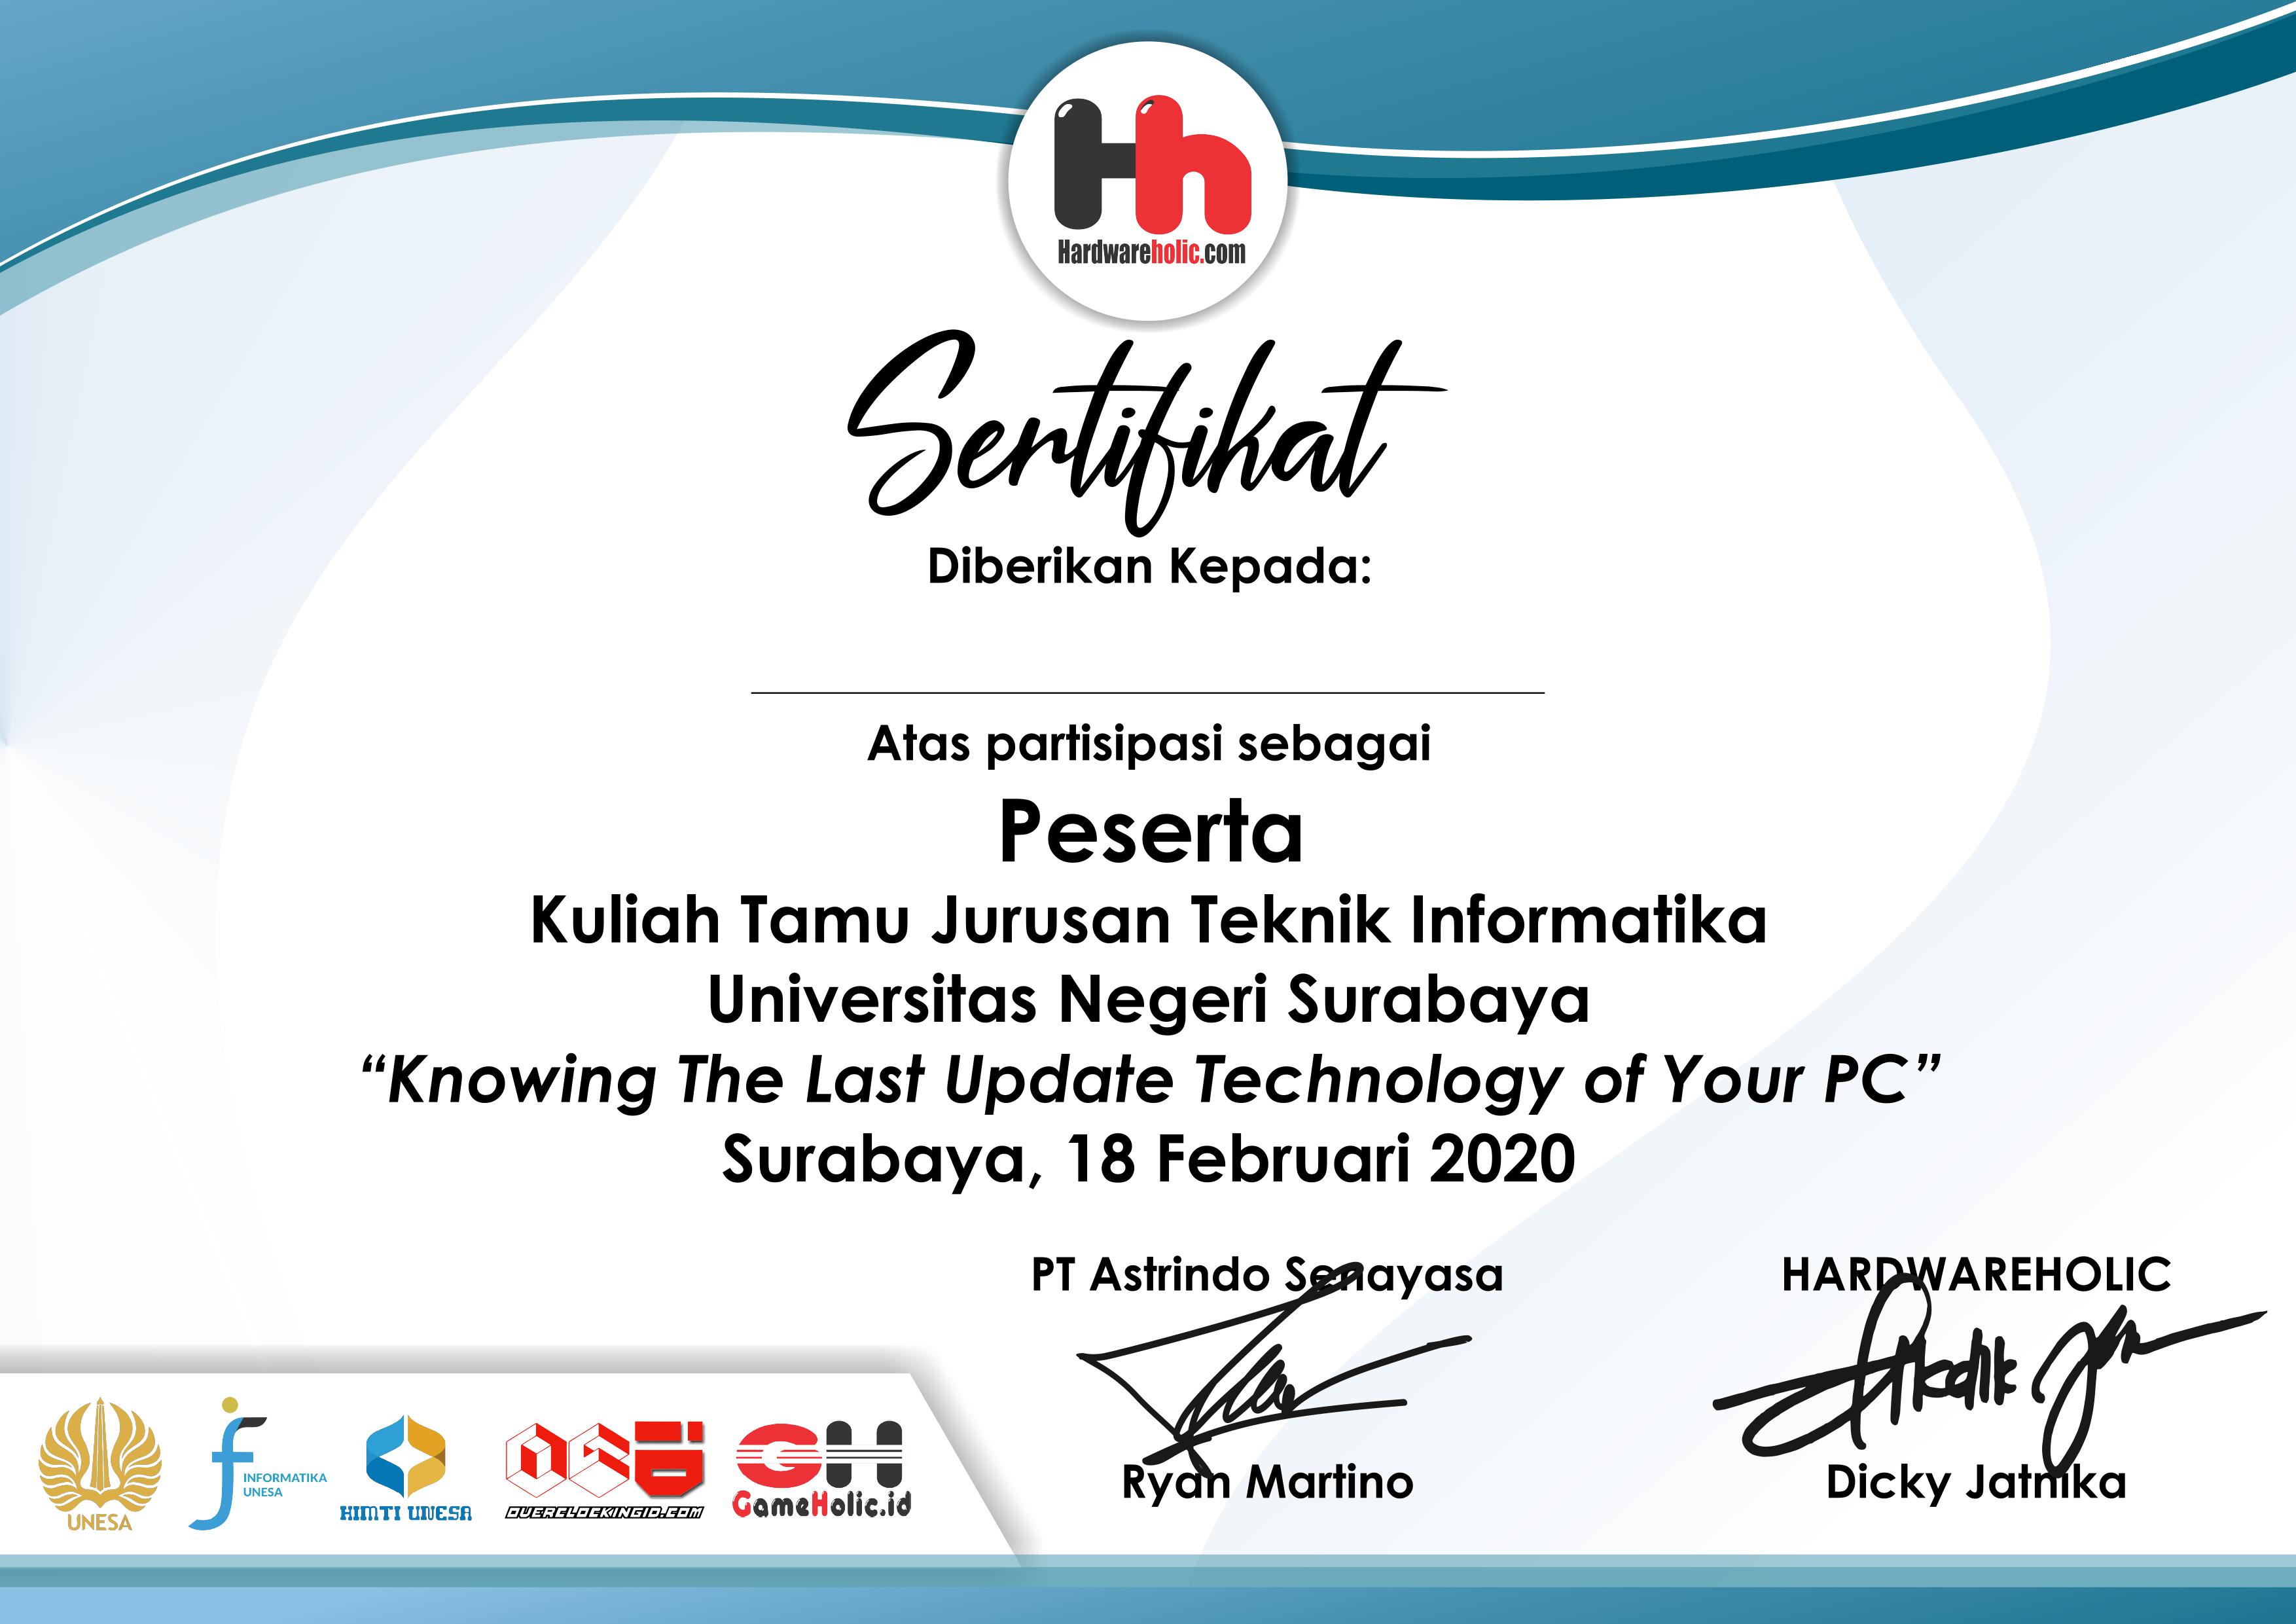 Hh
Hardwareholic.com
Sertifikat
Diberikan Kepada:
Atas partisipasi sebagai
Peserta
Kuliah Tamu Jurusan Teknik Informatika
Universitas Negeri Surabaya
“Knowing The Last Update Technology of Your PC”
Surabaya, 18 Februari 2020
PT Astrindo Senayasa
HARDWAREHOLIC
Ryan Martino
Dicky Jatnika
UNESA
INFORMATIKA
UNESA
HIMTI UNESA
OVERCLOCKINGID.COM
GH
GameHolic.id